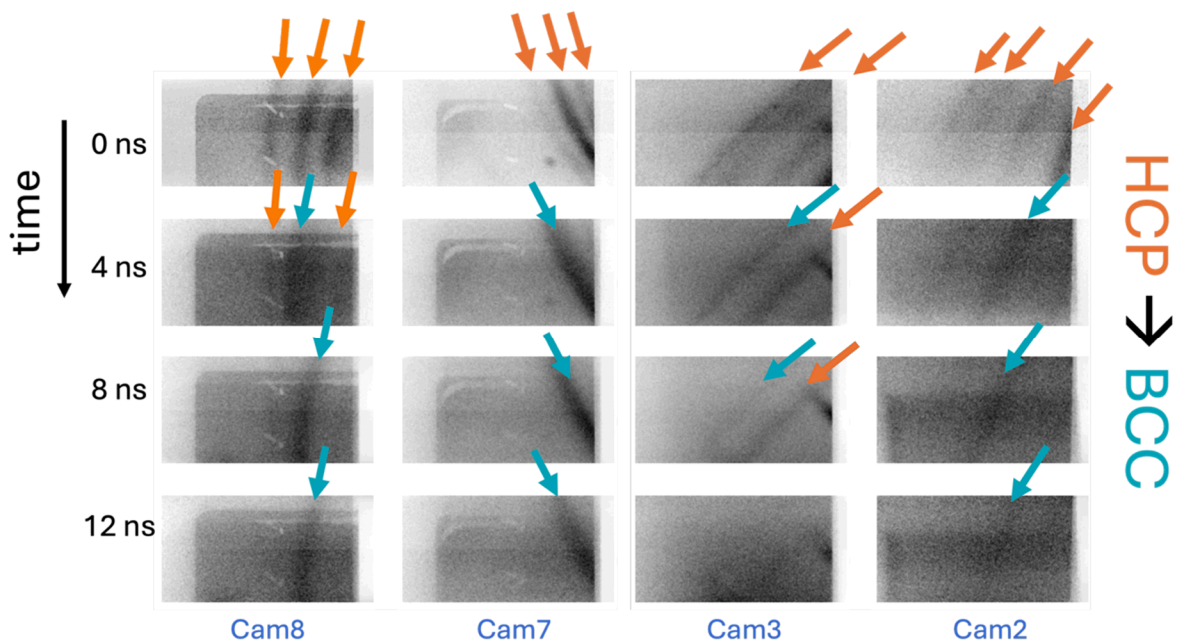 time
0 ns
4 ns
8 ns
12 ns
HCP → BCC
Cam8
Cam7
Cam3
Cam2